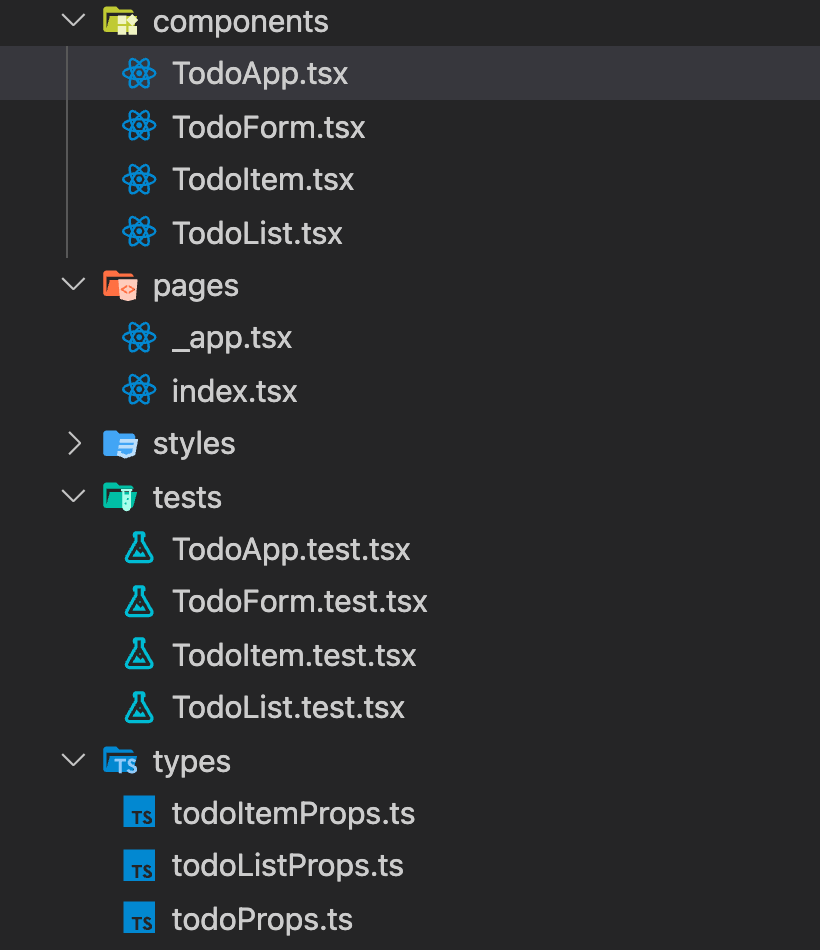 components
TodoApp.tsx
TodoForm.tsx
TodoItem.tsx
TodoList.tsx
pages
_app.tsx
index.tsx
styles
tests
TodoApp.test.tsx
TodoForm.test.tsx
TodoItem.test.tsx
TodoList.test.tsx
TS types
TS todoItemProps.ts
TS todoListProps.ts
TS todoProps.ts